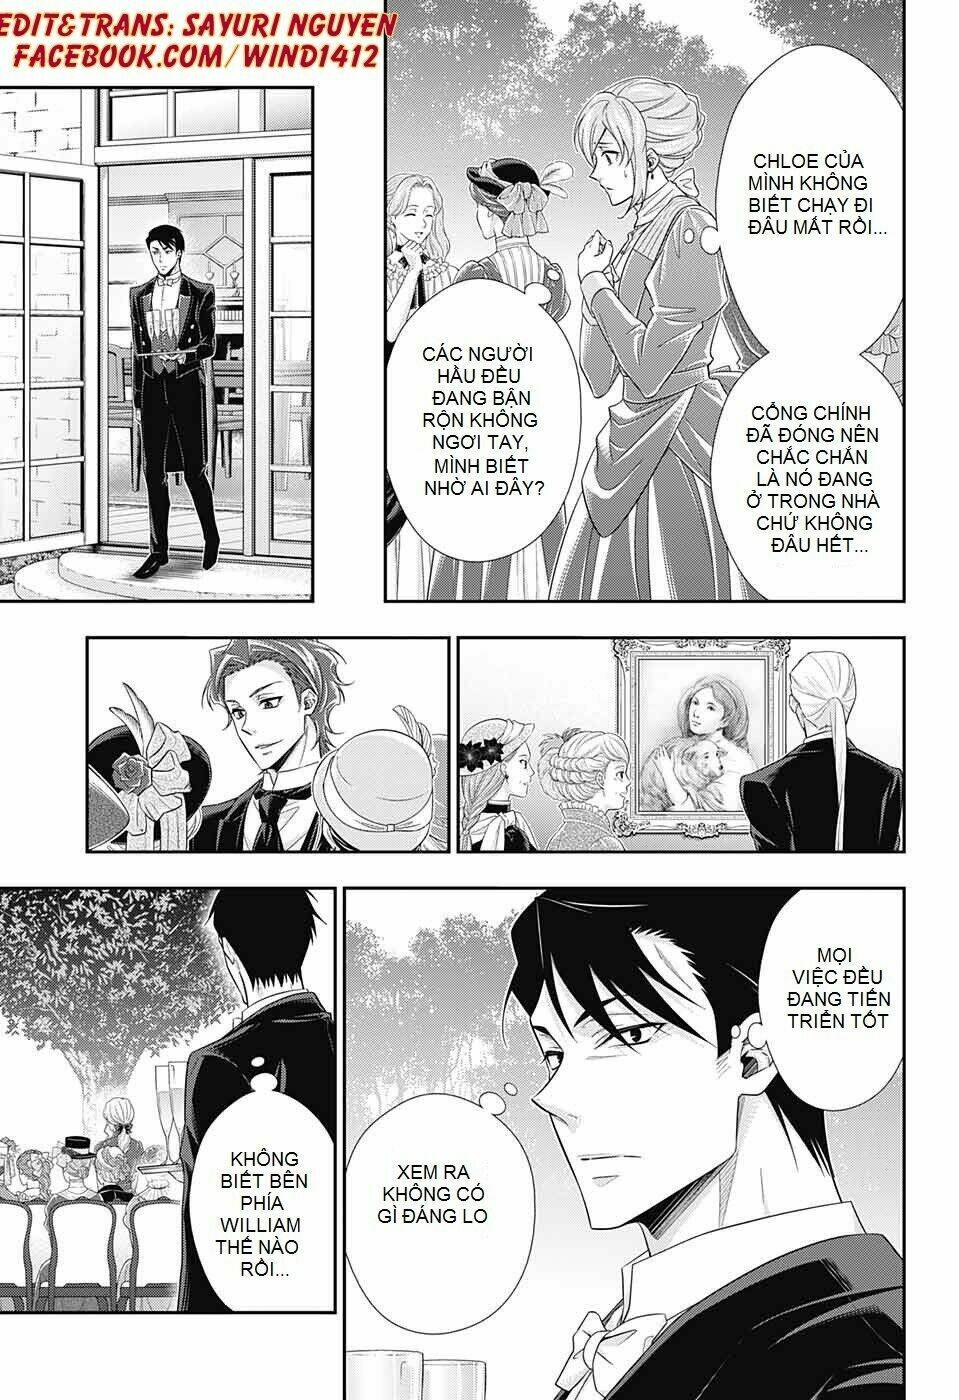 EDIT&TRANS: SAYURI NGUYEN
FACEBOOK.COM/WIND1412
CHLOE CỦA
MÌNH KHÔNG
BIẾT CHẠY ĐI
ĐÂU MẤT RỒI...
CỔNG CHÍNH
ĐÃ ĐÓNG NÊN
CHẮC CHẮN
LÀ NÓ ĐANG
Ở TRONG NHÀ
CHỨ KHÔNG
ĐÂU HẾT...
CÁC NGƯỜI
HẦU ĐỀU
ĐANG BẬN
RỘN KHÔNG
NGƠI TAY,
MÌNH BIẾT
NHỜ AI ĐÂY?
MỌI
VIỆC ĐỀU
ĐANG TIẾN
TRIỂN TỐT
XEM RA
KHÔNG CÓ
GÌ ĐÁNG LO
KHÔNG
BIẾT BÊN
PHÍA
WILLIAM
THẾ NÀO
RỒI...